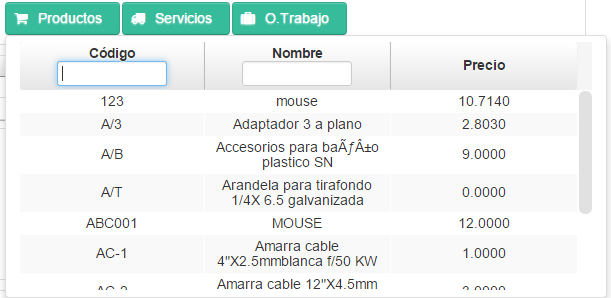 Productos Servicios O.Trabajo
Código Nombre Precio
123 mouse 10.7140
A/3 Adaptador 3 a plano 2.8030
A/B Accesorios para baÃƒÂ±o plastico SN 9.0000
A/T Arandela para tirafondo 1/4X 6.5 galvanizada 0.0000
ABC001 MOUSE 12.0000
AC-1 Amarra cable 4"X2.5mmblanca f/50 KW 1.0000
AC-2 Amarra cable 12"X4.5mm 3.0000